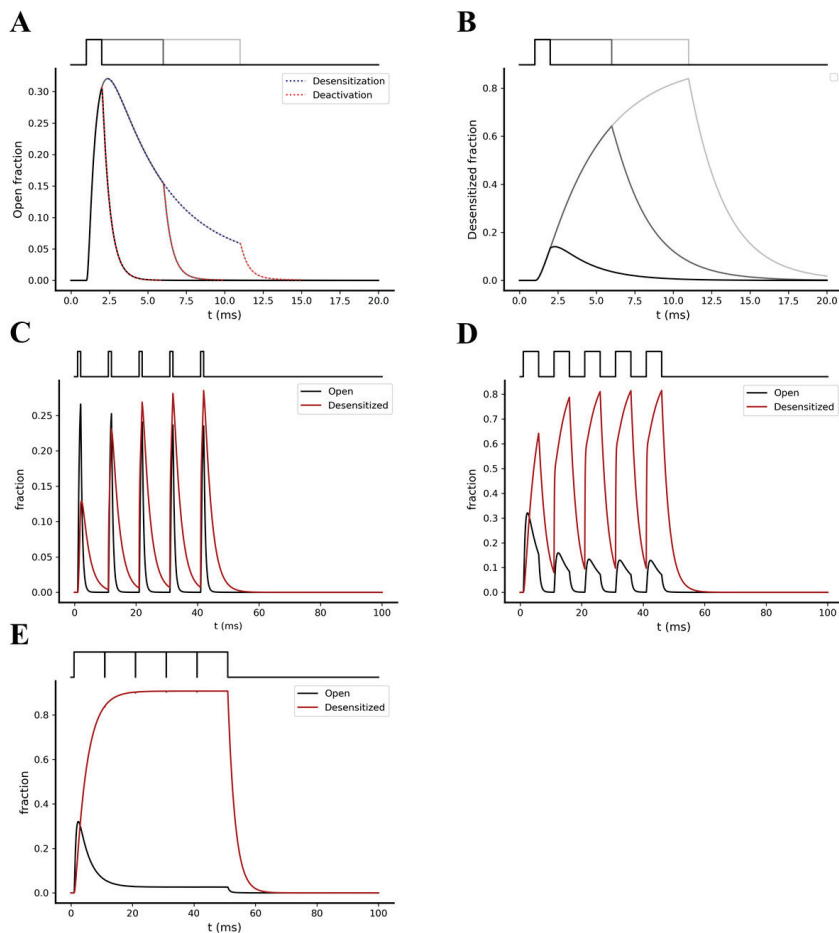 A
Open fraction
0.30
0.25
0.20
0.15
0.10
0.05
0.00
Desensitization
Deactivation
0.0 2.5 5.0 7.5 10.0 12.5 15.0 17.5 20.0
t (ms)
B
Desensitized fraction
0.8
0.6
0.4
0.2
0.0
0.0 2.5 5.0 7.5 10.0 12.5 15.0 17.5 20.0
t (ms)
C
fraction
0.25
0.20
0.15
0.10
0.05
0.00
Open
Desensitized
0 20 40 60 80 100
t (ms)
D
fraction
0.8
0.7
0.6
0.5
0.4
0.3
0.2
0.1
0.0
Open
Desensitized
0 20 40 60 80 100
t (ms)
E
fraction
0.8
0.6
0.4
0.2
0.0
Open
Desensitized
0 20 40 60 80 100
t (ms)